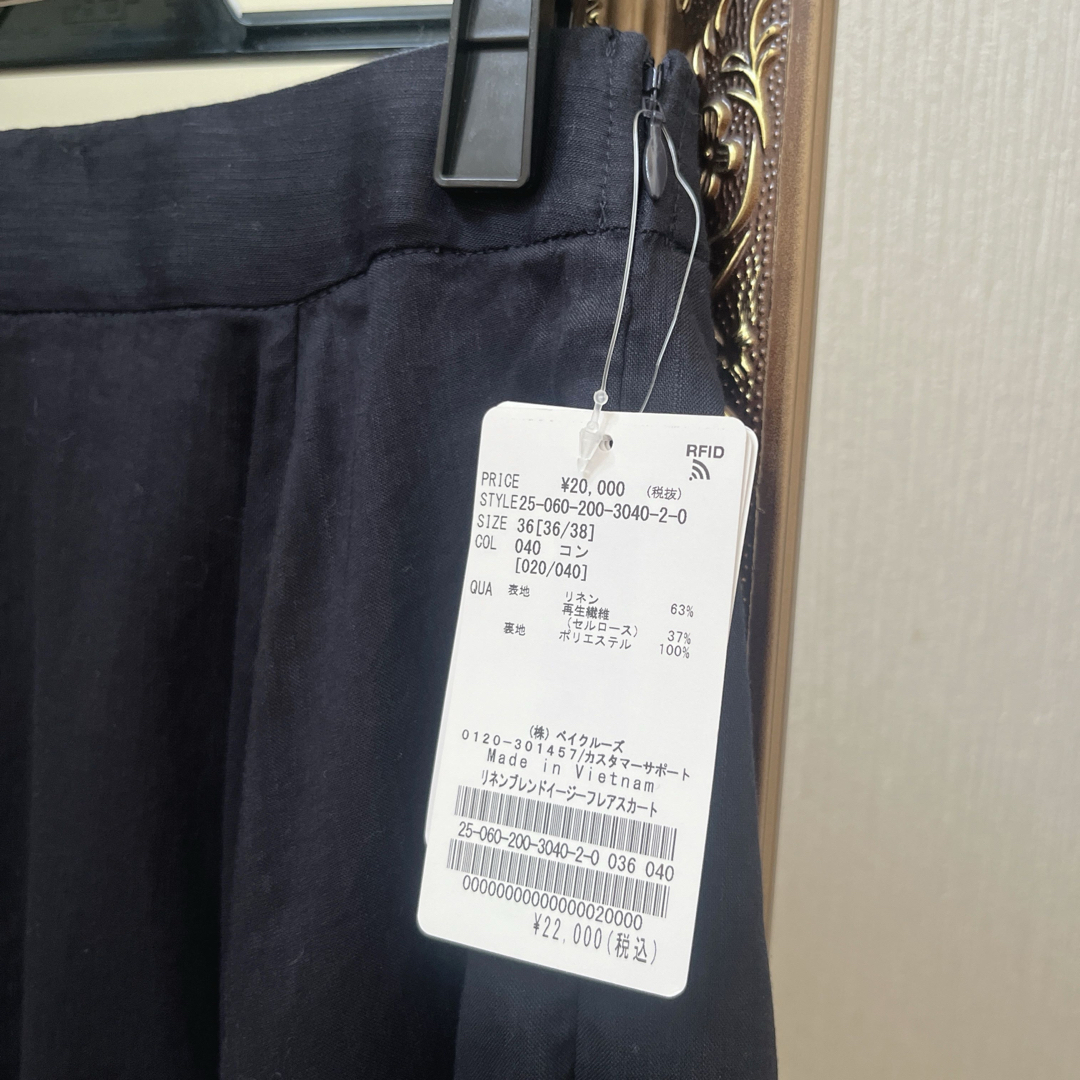 RFID
PRICE ¥20,000 (税抜)
STYLE25-060-200-3040-2-0
SIZE 36[36/38]
COL 040 コン
[020/040]
QUA 表地 リネン 63%
再生繊維
(セルロース) 37%
裏地 ポリエステル 100%
(株) ベイクルーズ
0120-301457/カスタマーサポート
Made in Vietnam
リネンブレンドイージーフレアスカート
25-060-200-3040-2-0 036 040
0000000000000020000
¥22,000(税込)